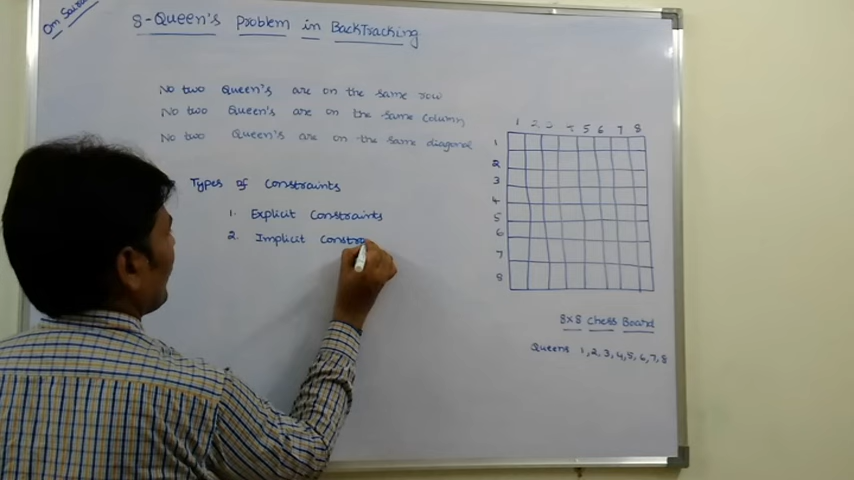 Om Sairam
8-Queen's Problem in BackTracking
No two Queen's are on the same row
No two Queen's are on the same column
No two Queen's are on the same diagonal
Types of Constraints
1. Explicit Constraints
2. Implicit Constra
1 2 3 4 5 6 7 8
1
2
3
4
5
6
7
8
8x8 Chess Board
Queens 1,2,3,4,5,6,7,8